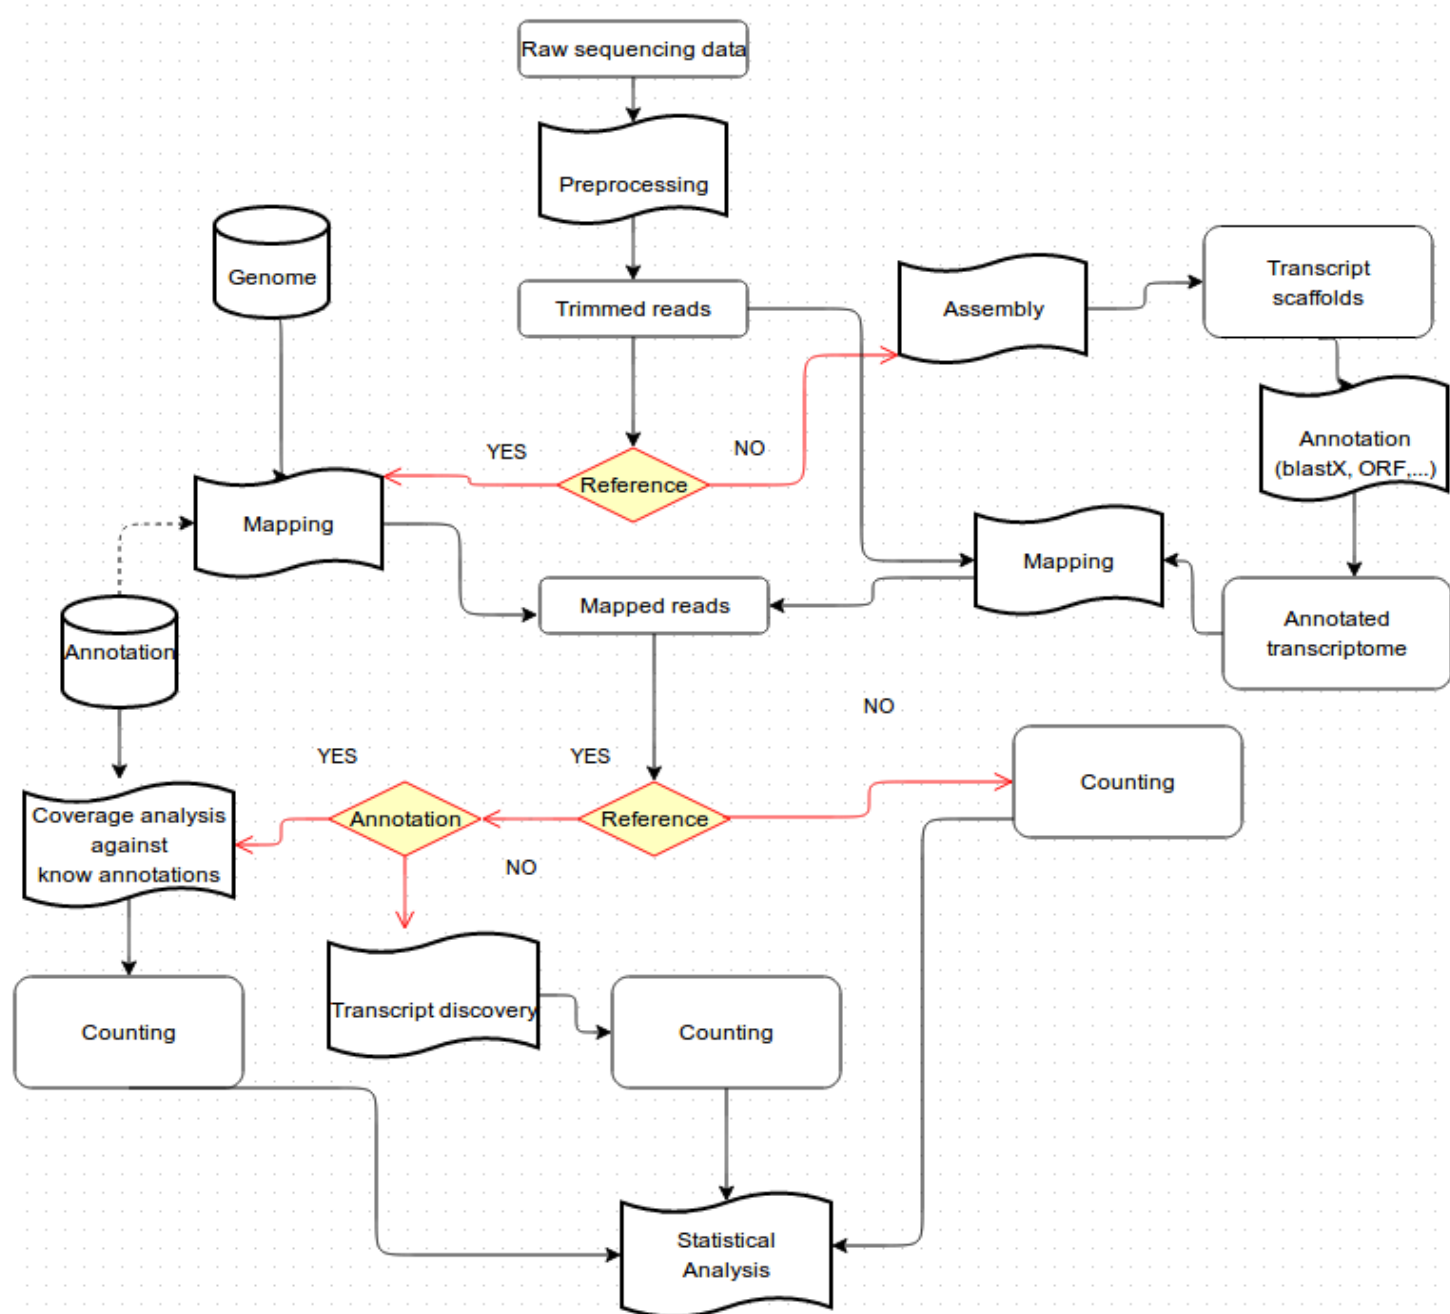 Raw sequencing data
Preprocessing
Genome
Trimmed reads
Assembly
Transcript
scaffolds
YES
NO
Reference
Annotation
(blastX, ORF,...)
Mapping
Mapping
Mapped reads
Annotated
transcriptome
Annotation
NO
YES
YES
Counting
Coverage analysis
against
know annotations
Annotation
Reference
NO
Transcript discovery
Counting
Counting
Statistical
Analysis